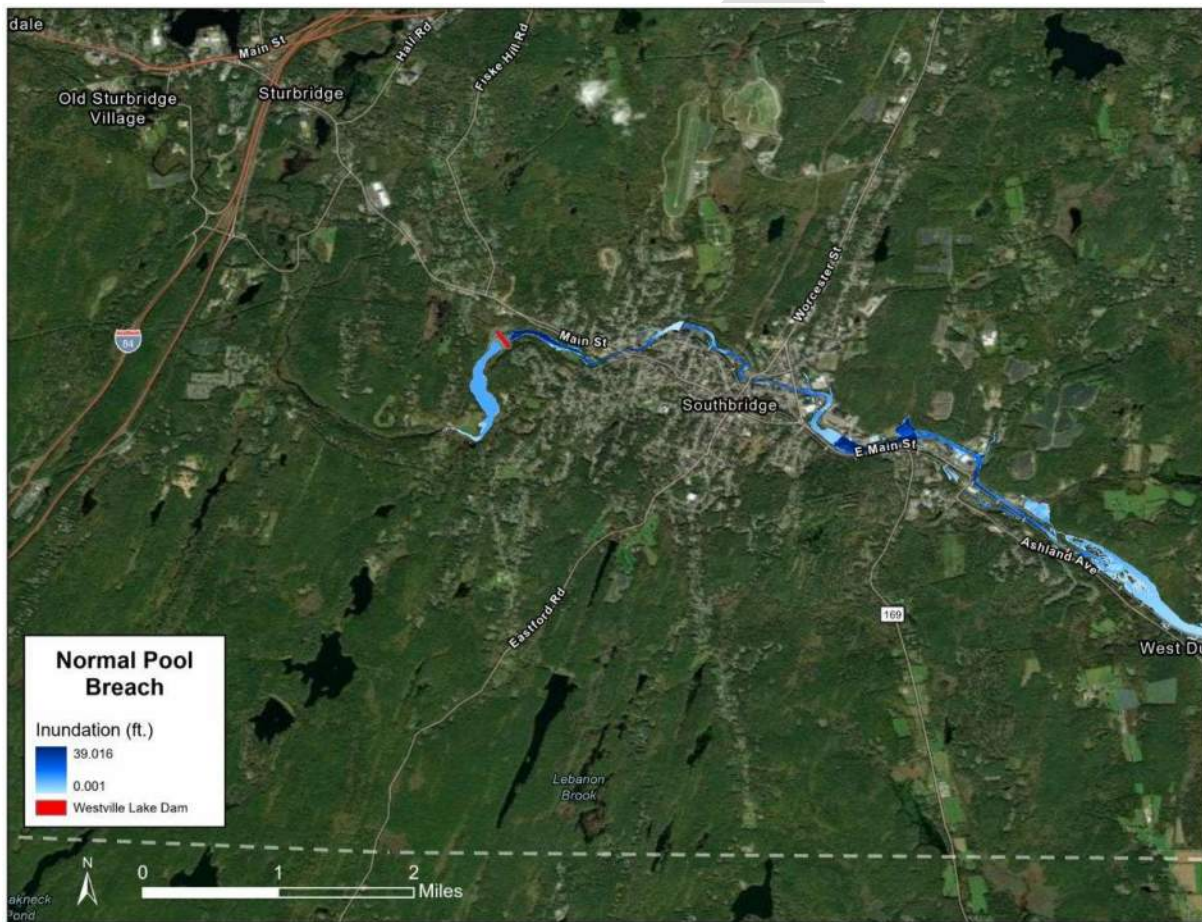 dale
Main St
Hall Rd
Fiske Hill Rd
Old Sturbridge
Village
Sturbridge
Worcester St
84
Main St
Southbridge
E Main St
Ashland Ave
169
West Du
Eastford Rd
Normal Pool
Breach
Inundation (ft.)
39.016
0.001
Westville Lake Dam
Lebanon
Brook
N
0 1 2
Miles
akneck
Pond